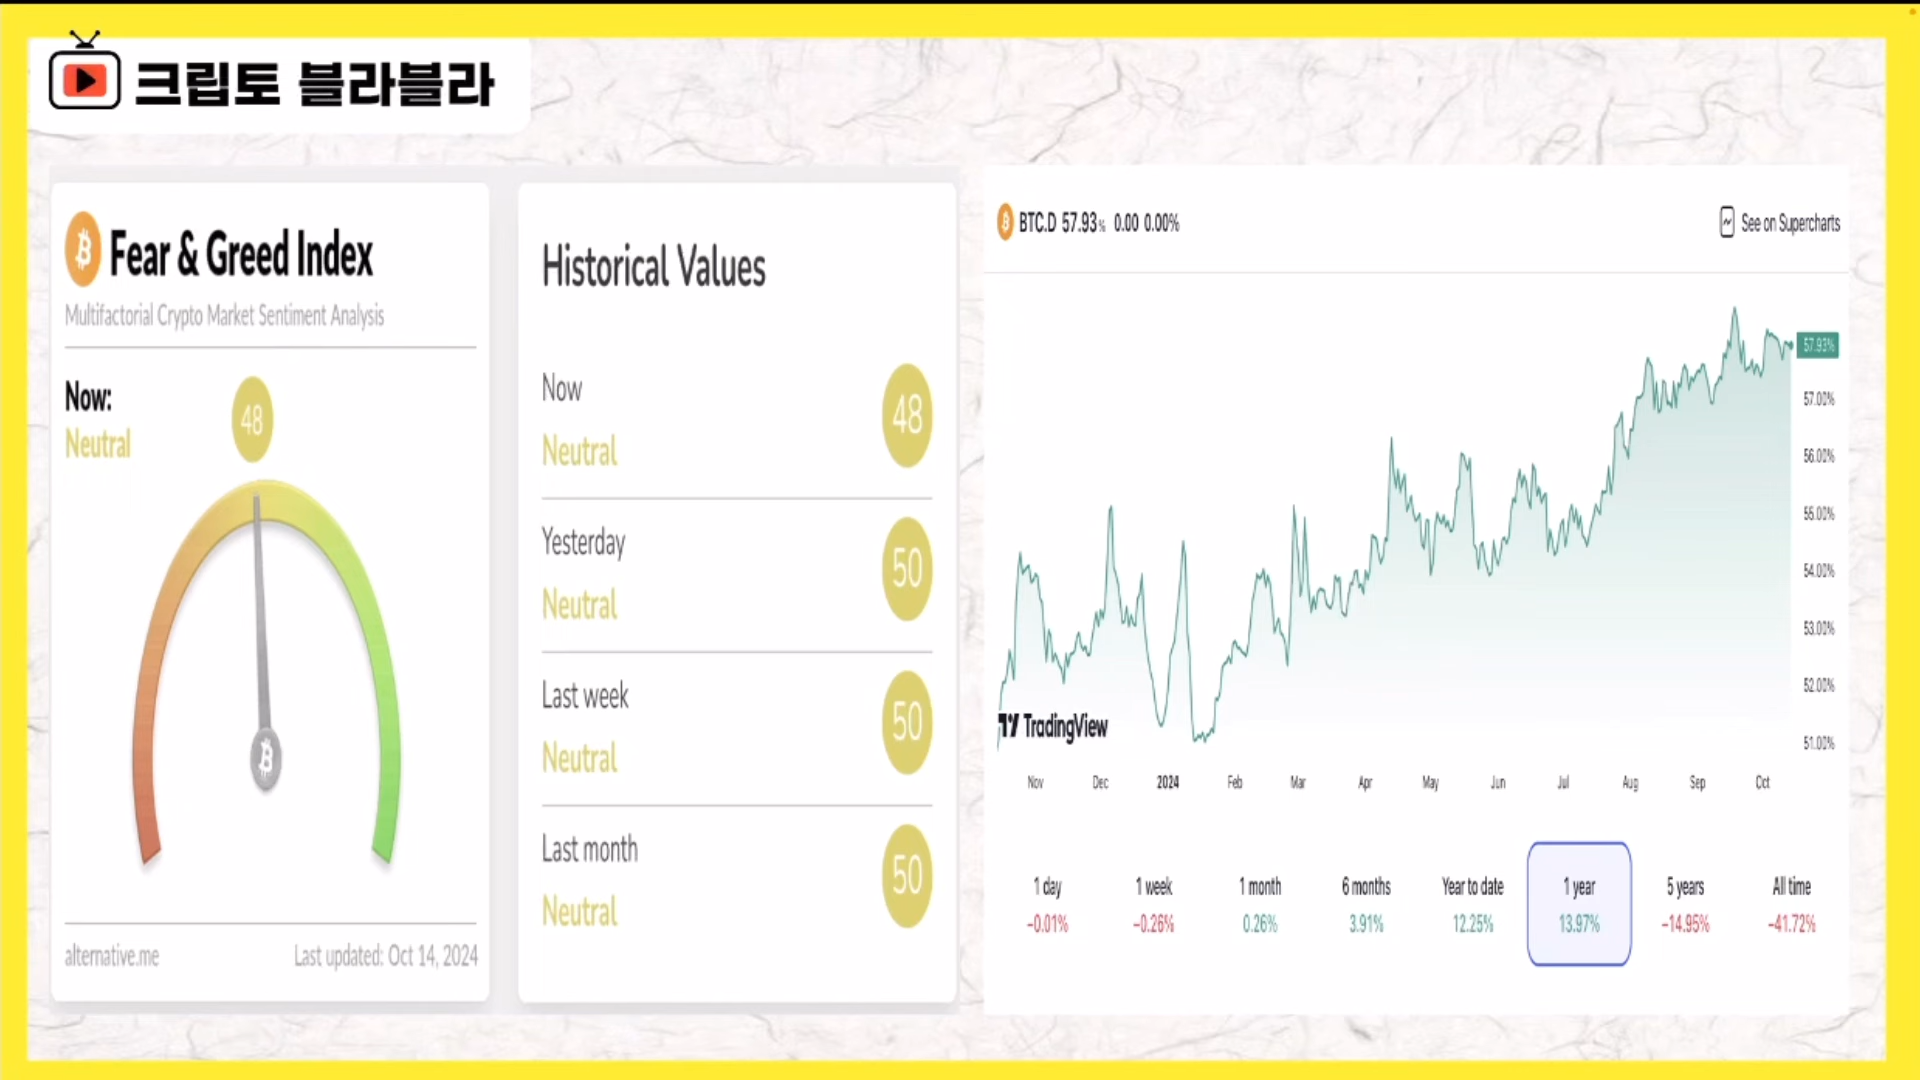 크립토 블라블라
Fear & Greed Index
Multifactorial Crypto Market Sentiment Analysis
Now:
Neutral
48
alternative.me
Last updated: Oct 14, 2024
Historical Values
Now
Neutral
48
Yesterday
Neutral
50
Last week
Neutral
50
Last month
Neutral
50
BTC.D 57.93% 0.00 0.00%
See on Supercharts
57.93%
57.00%
56.00%
55.00%
54.00%
53.00%
52.00%
51.00%
TradingView
Nov Dec 2024 Feb Mar Apr May Jun Jul Aug Sep Oct
1 day 1 week 1 month 6 months Year to date 1 year 5 years All time
−0.01% −0.26% 0.26% 3.91% 12.25% 13.97% −14.95% −41.72%